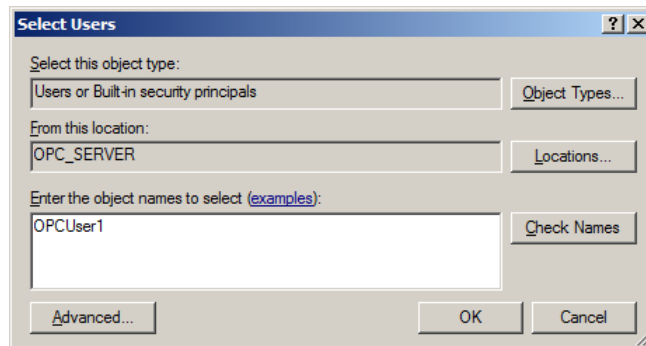 Select Users
Select this object type:
Users or Built-in security principals
Object Types...
From this location:
OPC_SERVER
Locations...
Enter the object names to select (examples):
OPCUser1
Check Names
Advanced...
OK
Cancel